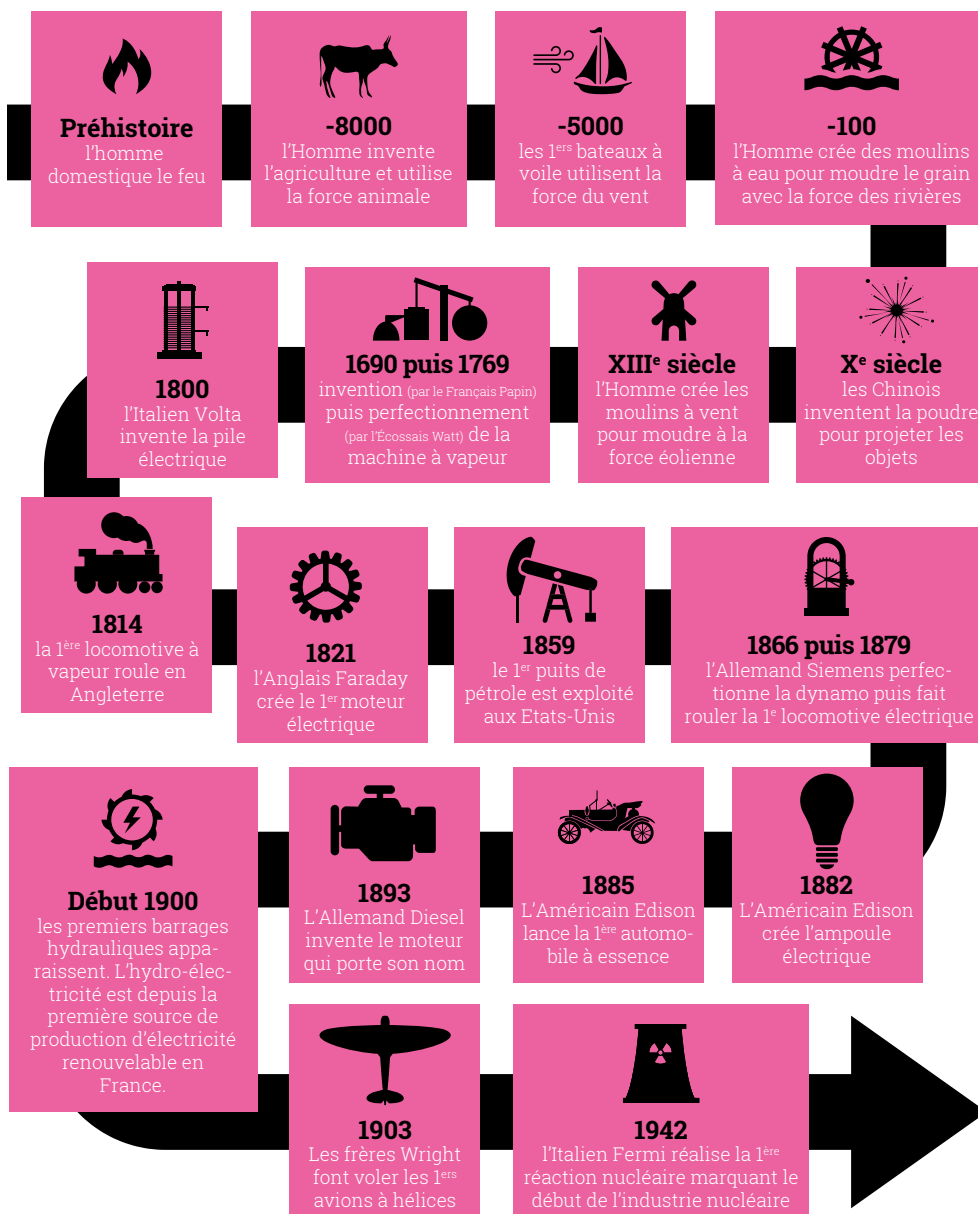 Préhistoire
l'homme
domestique le feu
-8000
l'Homme invente
l'agriculture et utilise
la force animale
-5000
les 1ers bateaux à
voile utilisent la
force du vent
-100
l'Homme crée des moulins
à eau pour moudre le grain
avec la force des rivières
Xe siècle
les Chinois
inventent la poudre
pour projeter les
objets
XIIIe siècle
l'Homme crée les
moulins à vent
pour moudre à la
force éolienne
1690 puis 1769
invention (par le Français Papin)
puis perfectionnement
(par l'Écossais Watt) de la
machine à vapeur
1800
l'Italien Volta
invente la pile
électrique
1814
la 1ère locomotive à
vapeur roule en
Angleterre
1821
l'Anglais Faraday
crée le 1er moteur
électrique
1859
le 1er puits de
pétrole est exploité
aux Etats-Unis
1866 puis 1879
l'Allemand Siemens perfec-
tionne la dynamo puis fait
rouler la 1e locomotive électrique
1882
L'Américain Edison
crée l'ampoule
électrique
1885
L'Américain Edison
lance la 1ère automo-
bile à essence
1893
L'Allemand Diesel
invente le moteur
qui porte son nom
Début 1900
les premiers barrages
hydrauliques appa-
raissent. L'hydro-élec-
tricité est depuis la
première source de
production d'électricité
renouvelable en
France.
1903
Les frères Wright
font voler les 1ers
avions à hélices
1942
l'Italien Fermi réalise la 1ère
réaction nucléaire marquant le
début de l'industrie nucléaire